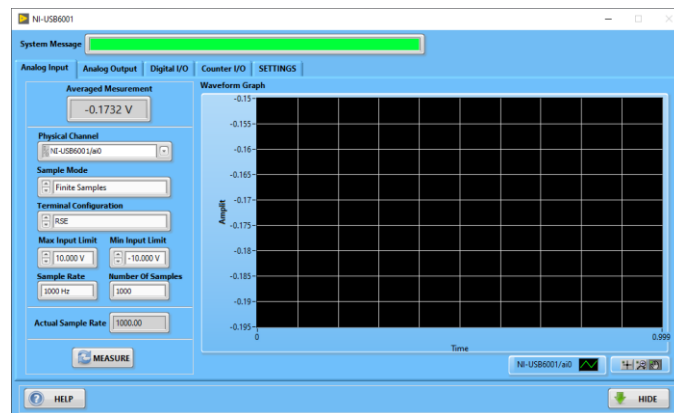 NI-USB6001
System Message
Analog Input Analog Output Digital I/O Counter I/O SETTINGS
Averaged Mesurement
-0.1732 V
Physical Channel
NI-USB6001/ai0
Sample Mode
Finite Samples
Terminal Configuration
RSE
Max Input Limit Min Input Limit
10.000 V -10.000 V
Sample Rate Number Of Samples
1000 Hz 1000
Actual Sample Rate 1000.00
MEASURE
Waveform Graph
-0.15
-0.155
-0.16
-0.165
-0.17
-0.175
-0.18
-0.185
-0.19
-0.195
Amplit
0 0.999
Time
NI-USB6001/ai0
HELP HIDE